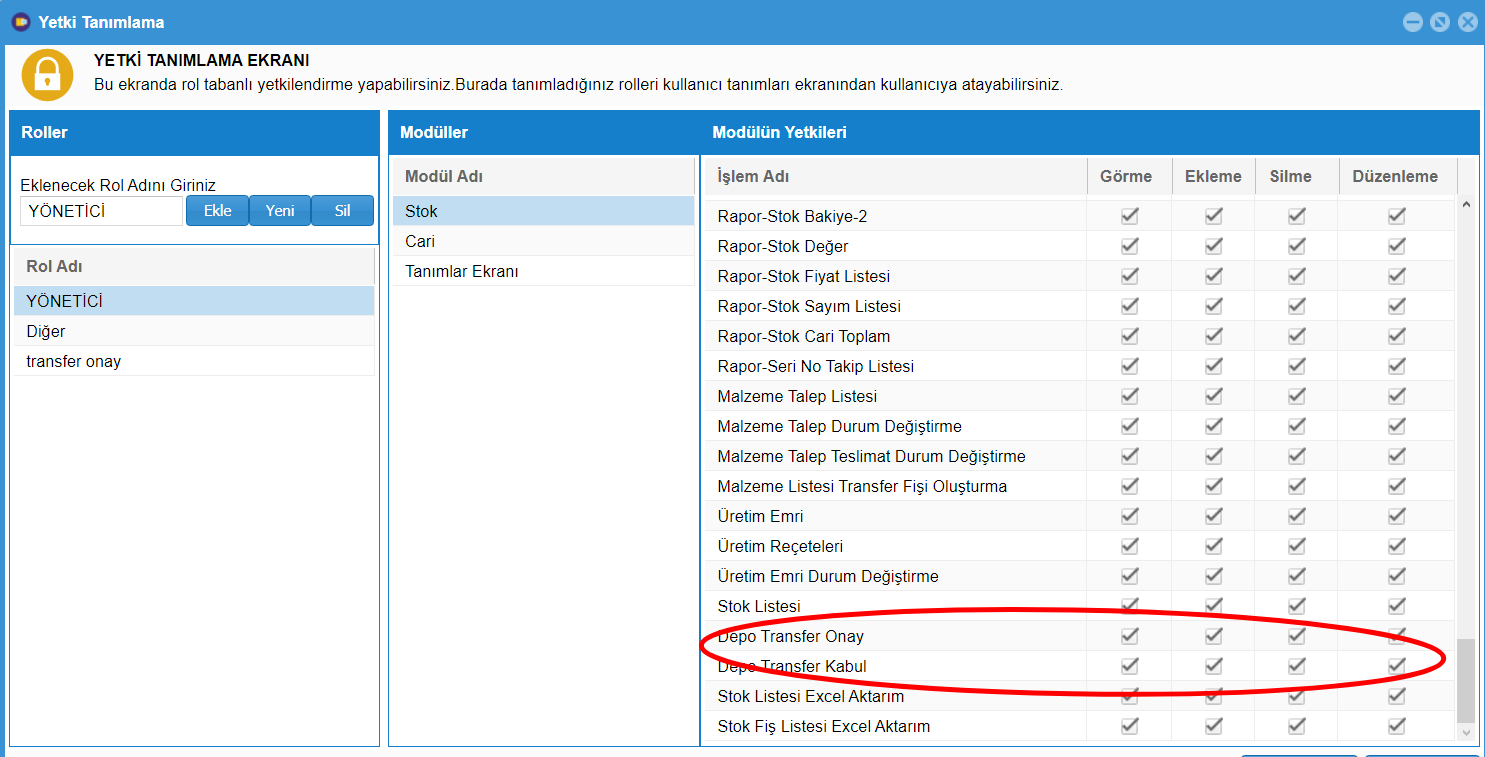 Yetki Tanımlama
YETKİ TANIMLAMA EKRANI
Bu ekranda rol tabanlı yetkilendirme yapabilirsiniz.Burada tanımladığınız rolleri kullanıcı tanımları ekranından kullanıcıya atayabilirsiniz.
Roller
Eklenecek Rol Adını Giriniz
YÖNETİCİ
Ekle
Yeni
Sil
Rol Adı
YÖNETİCİ
Diğer
transfer onay
Modüller
Modül Adı
Stok
Cari
Tanımlar Ekranı
Modülün Yetkileri
İşlem Adı Görme Ekleme Silme Düzenleme
Rapor-Stok Bakiye-2
Rapor-Stok Değer
Rapor-Stok Fiyat Listesi
Rapor-Stok Sayım Listesi
Rapor-Stok Cari Toplam
Rapor-Seri No Takip Listesi
Malzeme Talep Listesi
Malzeme Talep Durum Değiştirme
Malzeme Talep Teslimat Durum Değiştirme
Malzeme Listesi Transfer Fişi Oluşturma
Üretim Emri
Üretim Reçeteleri
Üretim Emri Durum Değiştirme
Stok Listesi
Depo Transfer Onay
Depo Transfer Kabul
Stok Listesi Excel Aktarım
Stok Fiş Listesi Excel Aktarım